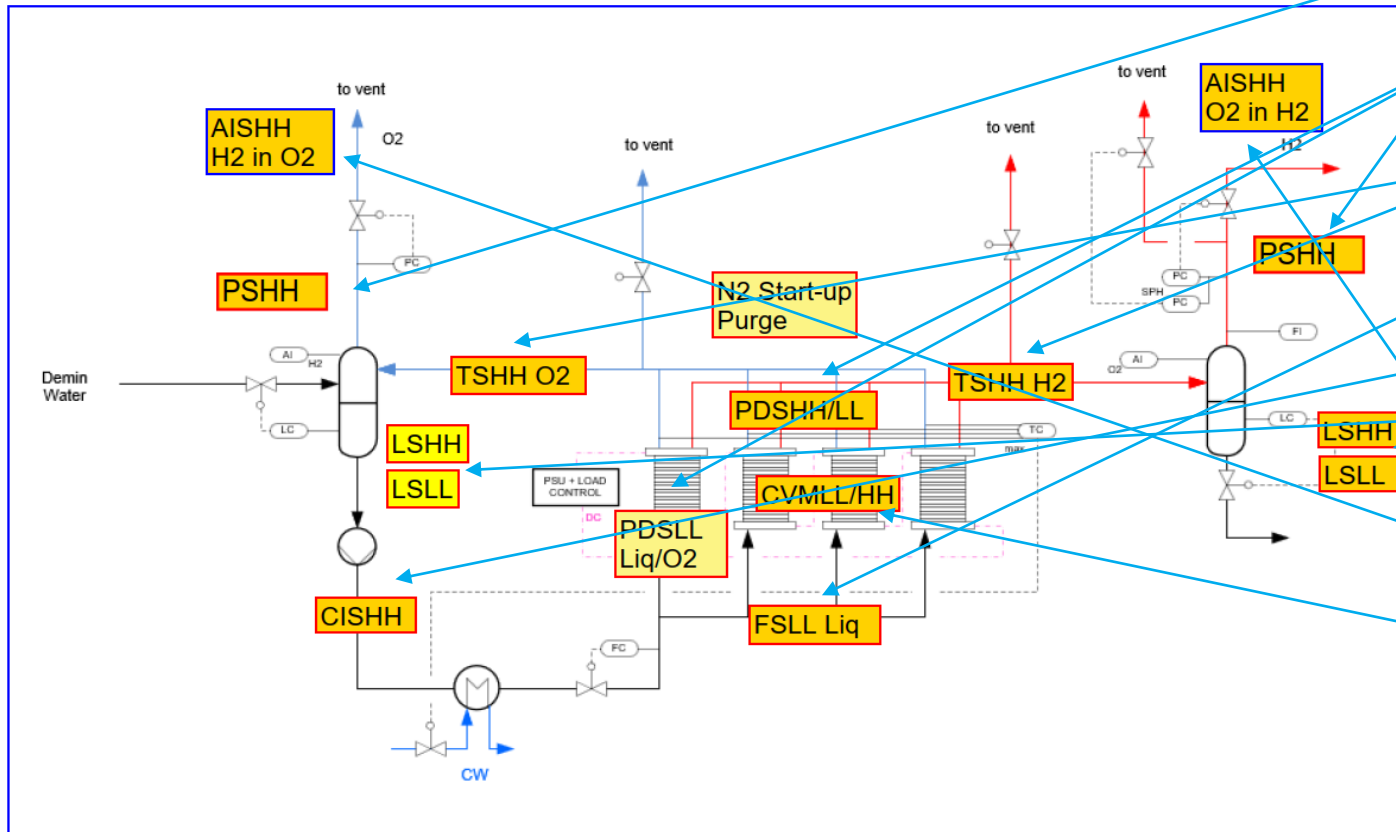 to vent
AISHH
H2 in O2
O2
to vent
to vent
to vent
AISHH
O2 in H2
H2
PC
PSHH
N2 Start-up
Purge
PC
SPH
PC
PSHH
FI
AI
H2
Demin
Water
TSHH O2
TSHH H2
O2
AI
LC
PDSHH/LL
LC
TC
max
LSHH
LSLL
PSU + LOAD
CONTROL
DC
CVMLL/HH
LSHH
LSLL
PDSLL
Liq/O2
CISHH
FSLL Liq
FC
CW